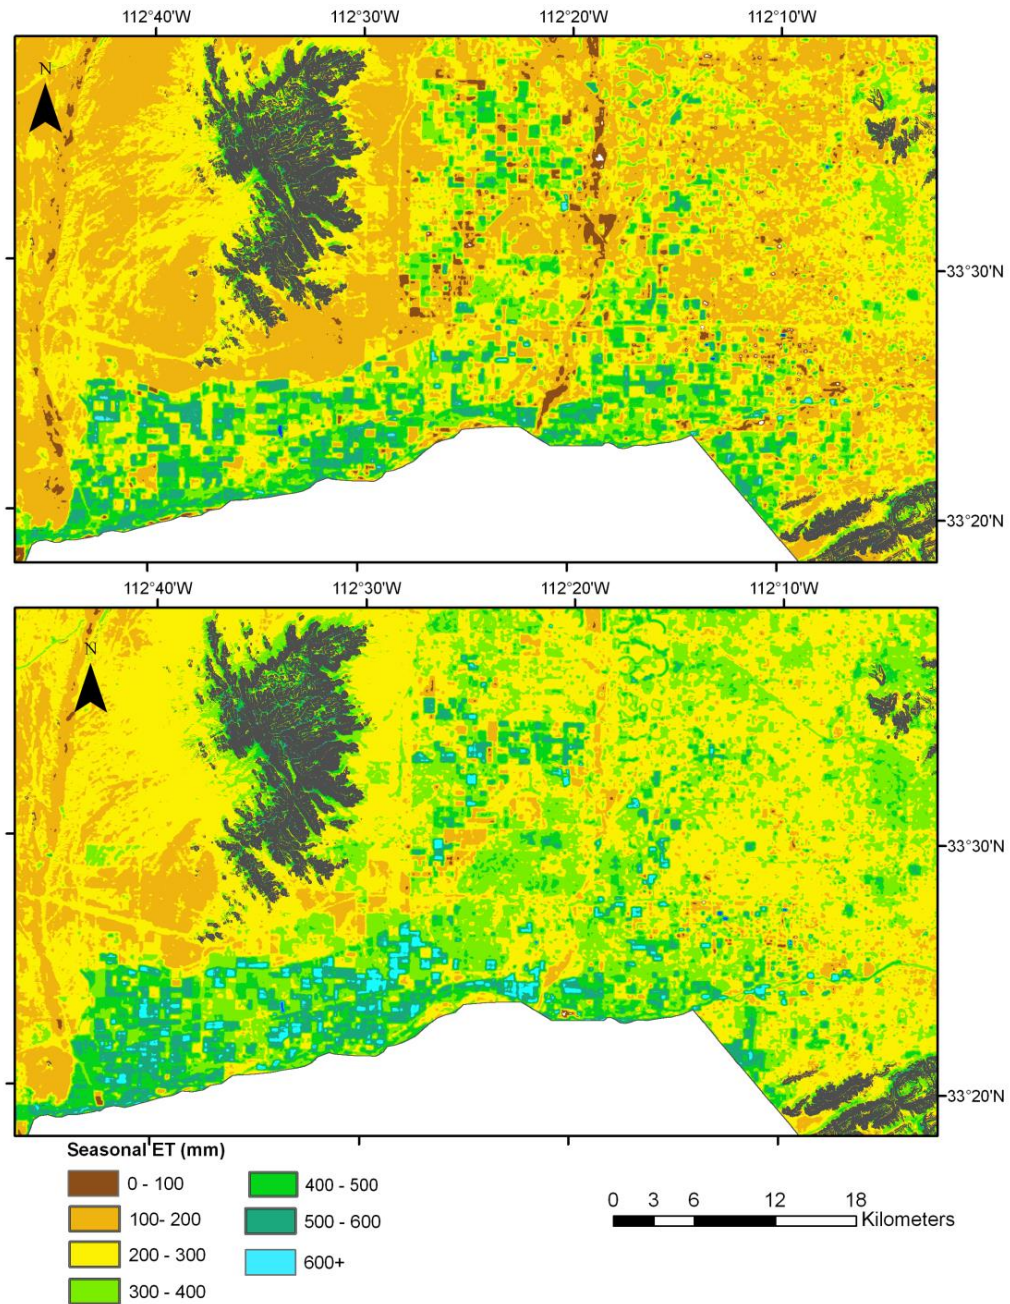 112°40'W 112°30'W 112°20'W 112°10'W
N
33°30'N
33°20'N
112°40'W 112°30'W 112°20'W 112°10'W
N
33°30'N
33°20'N
Seasonal ET (mm)
0 - 100
100- 200
200 - 300
300 - 400
400 - 500
500 - 600
600+
0 3 6 12 18
Kilometers